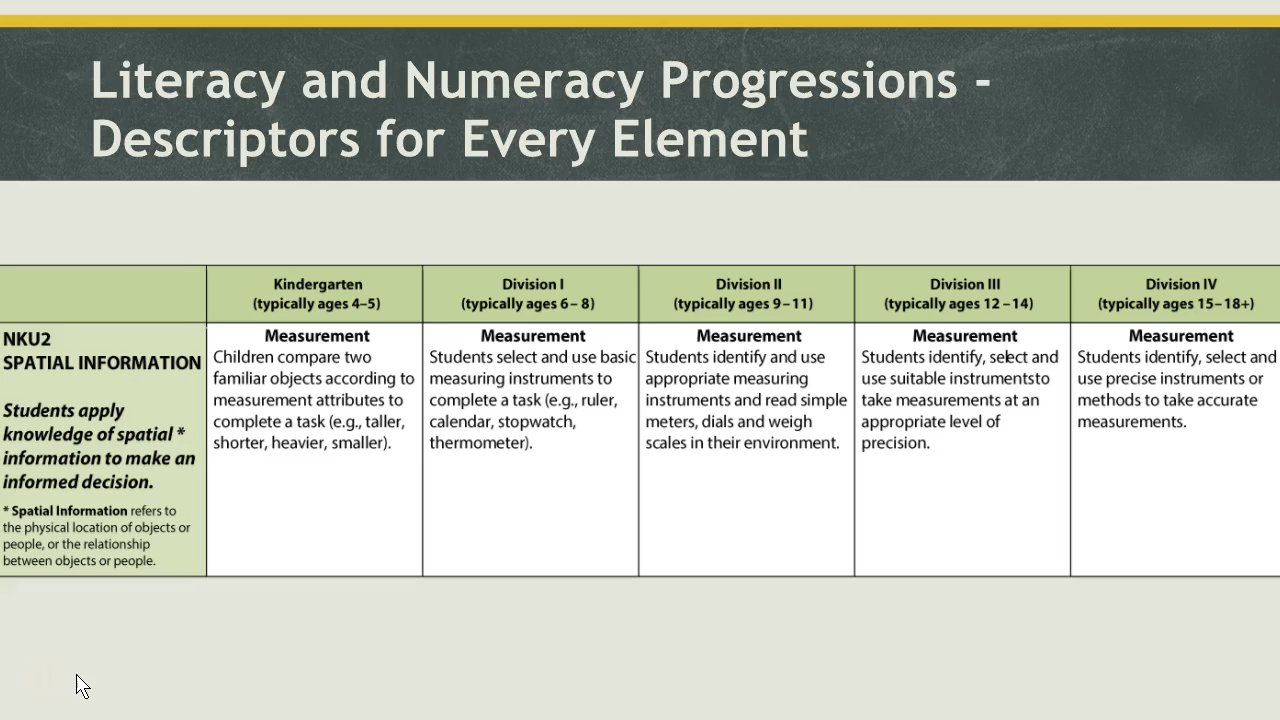 Literacy and Numeracy Progressions -
Descriptors for Every Element
Kindergarten
(typically ages 4–5)
Division I
(typically ages 6–8)
Division II
(typically ages 9–11)
Division III
(typically ages 12–14)
Division IV
(typically ages 15–18+)
NKU2
SPATIAL INFORMATION
Students apply
knowledge of spatial *
information to make an
informed decision.
* Spatial Information refers to
the physical location of objects or
people, or the relationship
between objects or people.
Measurement
Children compare two
familiar objects according to
measurement attributes to
complete a task (e.g., taller,
shorter, heavier, smaller).
Measurement
Students select and use basic
measuring instruments to
complete a task (e.g., ruler,
calendar, stopwatch,
thermometer).
Measurement
Students identify and use
appropriate measuring
instruments and read simple
meters, dials and weigh
scales in their environment.
Measurement
Students identify, select and
use suitable instrumentsto
take measurements at an
appropriate level of
precision.
Measurement
Students identify, select and
use precise instruments or
methods to take accurate
measurements.